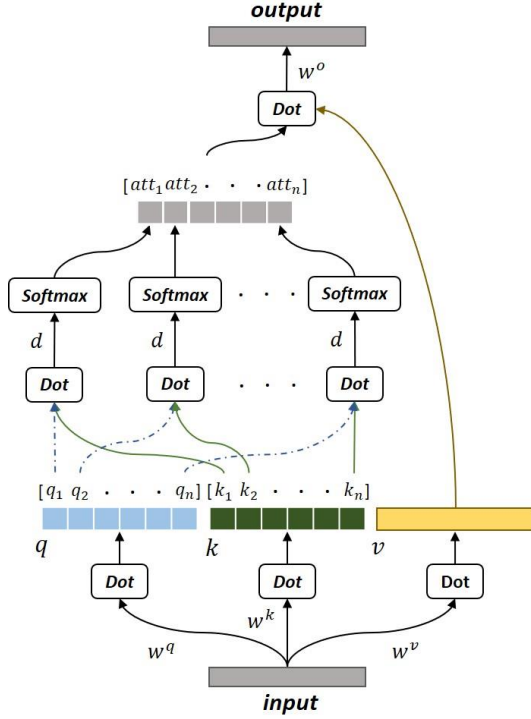 output
w^o
Dot
[att_1 att_2 . . . att_n]
Softmax Softmax . . . Softmax
d d d
Dot Dot . . . Dot
[q_1 q_2 . . . q_n] [k_1 k_2 . . . k_n]
q k v
Dot Dot Dot
w^q w^k w^v
input